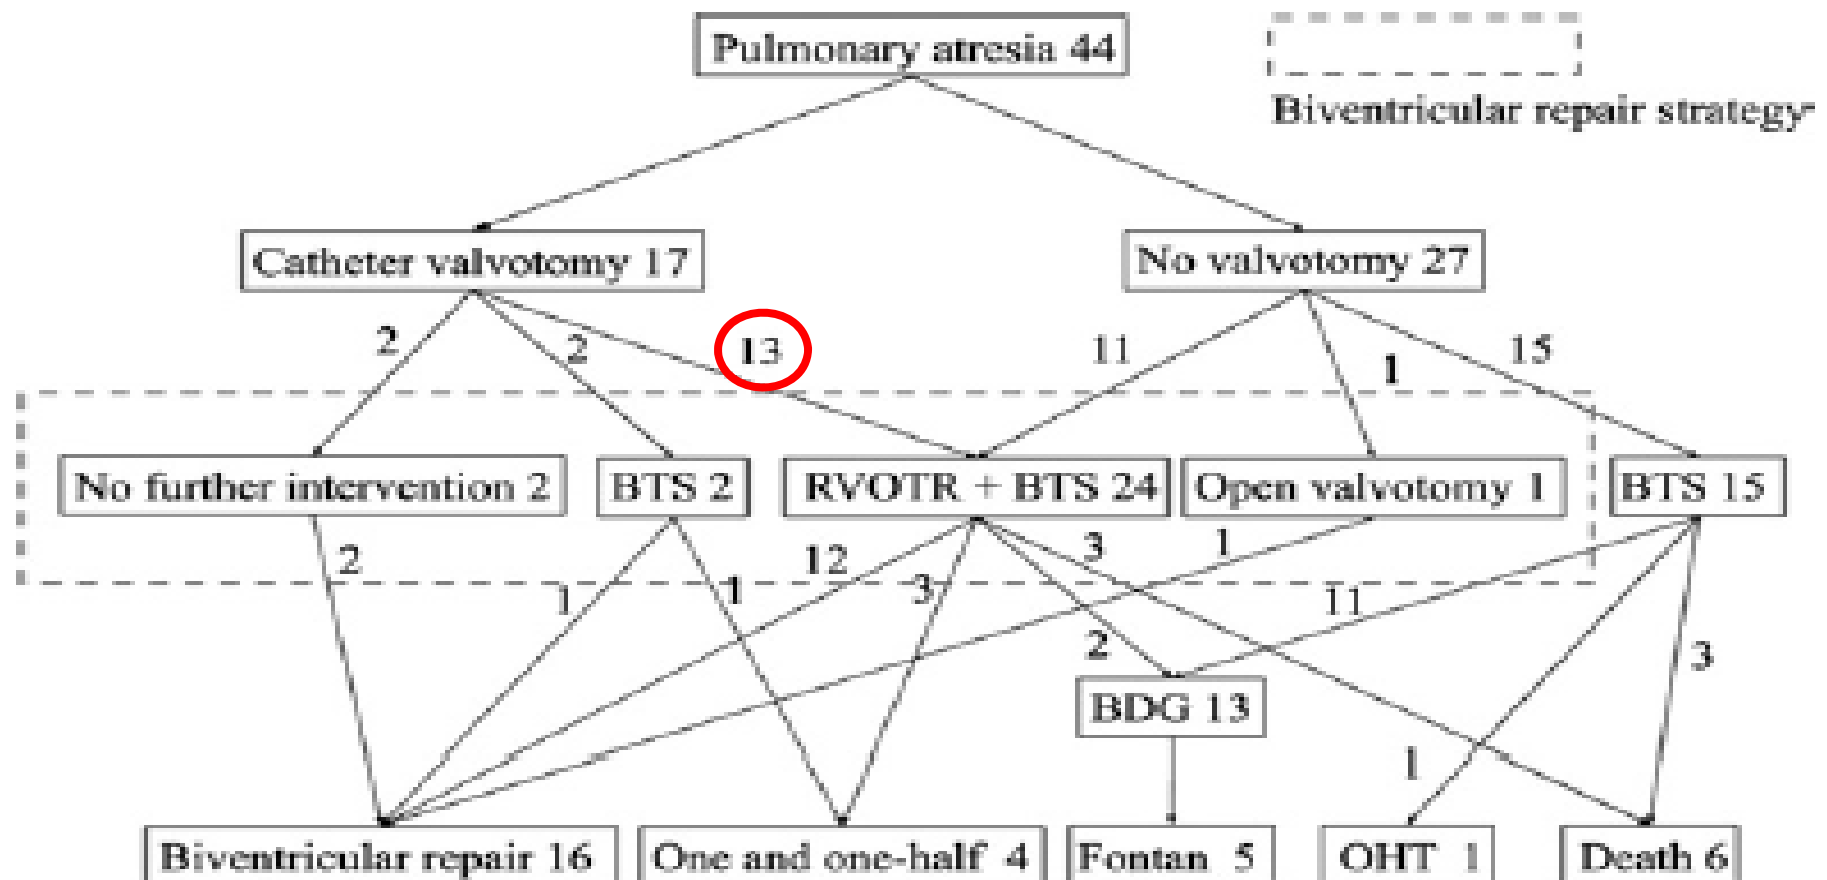 Pulmonary atresia 44
Biventricular repair strategy
Catheter valvotomy 17
No valvotomy 27
2
2
13
11
1
15
No further intervention 2
BTS 2
RVOTR + BTS 24
Open valvotomy 1
BTS 15
2
1
1
12
3
3
1
2
11
3
BDG 13
1
Biventricular repair 16
One and one-half 4
Fontan 5
OHT 1
Death 6